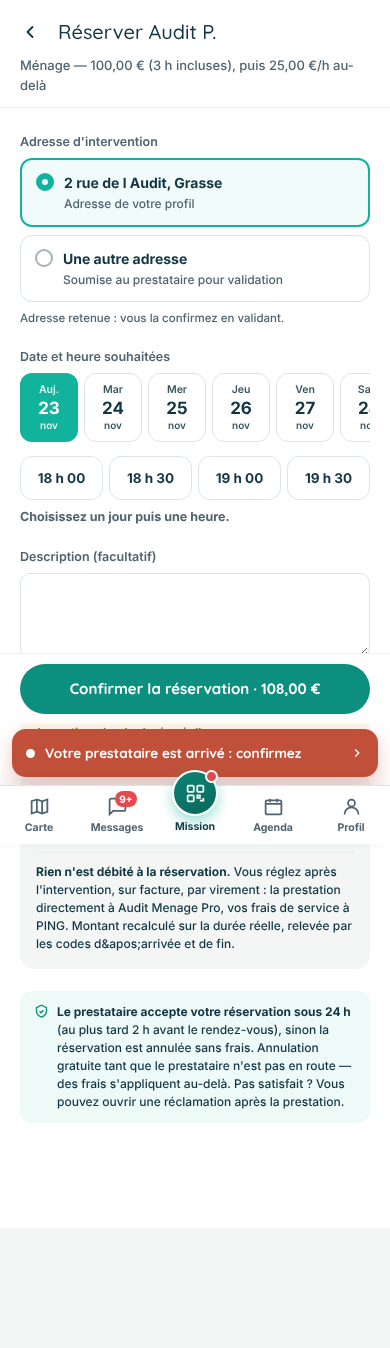 Réserver Audit P.
Ménage — 100,00 € (3 h incluses), puis 25,00 €/h au-
delà
Adresse d'intervention
2 rue de l Audit, Grasse
Adresse de votre profil
Une autre adresse
Soumise au prestataire pour validation
Adresse retenue : vous la confirmez en validant.
Date et heure souhaitées
Auj. Mar Mer Jeu Ven
23 24 25 26 27
nov nov nov nov nov
18 h 00 18 h 30 19 h 00 19 h 30
Choisissez un jour puis une heure.
Description (facultatif)
Confirmer la réservation · 108,00 €
Votre prestataire est arrivé : confirmez
9+
Carte Messages Mission Agenda Profil
Rien n'est débité à la réservation. Vous réglez après
l'intervention, sur facture, par virement : la prestation
directement à Audit Menage Pro, vos frais de service à
PING. Montant recalculé sur la durée réelle, relevée par
les codes d&apos;arrivée et de fin.
Le prestataire accepte votre réservation sous 24 h
(au plus tard 2 h avant le rendez-vous), sinon la
réservation est annulée sans frais. Annulation
gratuite tant que le prestataire n'est pas en route —
des frais s'appliquent au-delà. Pas satisfait ? Vous
pouvez ouvrir une réclamation après la prestation.